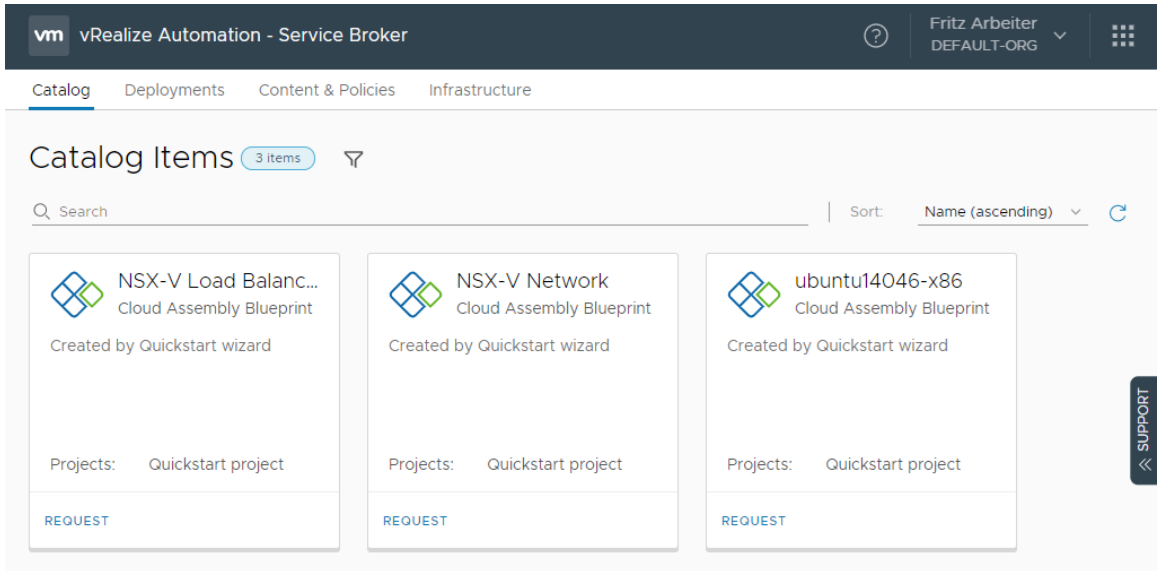 vm vRealize Automation - Service Broker
Fritz Arbeiter
DEFAULT-ORG
Catalog Deployments Content & Policies Infrastructure
Catalog Items 3 items
Search Sort: Name (ascending)
NSX-V Load Balanc...
Cloud Assembly Blueprint
Created by Quickstart wizard
Projects: Quickstart project
REQUEST
NSX-V Network
Cloud Assembly Blueprint
Created by Quickstart wizard
Projects: Quickstart project
REQUEST
ubuntu14046-x86
Cloud Assembly Blueprint
Created by Quickstart wizard
Projects: Quickstart project
REQUEST
SUPPORT